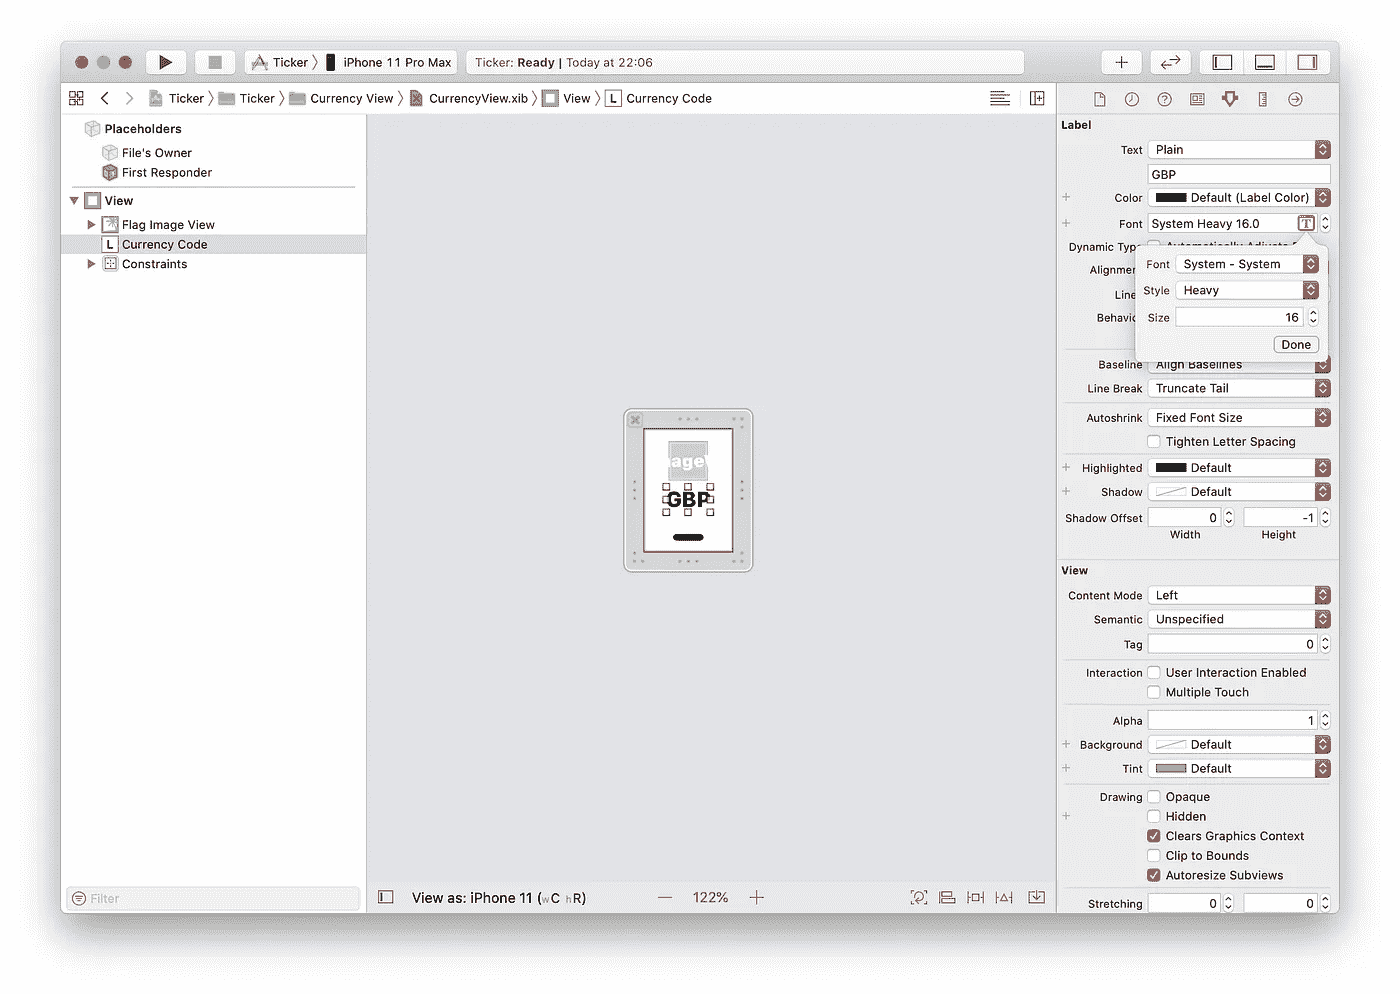 Ticker 〉 iPhone 11 Pro Max
Ticker: Ready | Today at 22:06
Ticker 〉 Ticker 〉 Currency View 〉 CurrencyView.xib 〉 View 〉 L Currency Code
Placeholders
File's Owner
First Responder
View
Flag Image View
L Currency Code
Constraints
Filter
age
GBP
View as: iPhone 11 (wC hR)
— 122% +
Label
Text Plain
GBP
+ Color Default (Label Color)
+ Font System Heavy 16.0 T
Dynamic Type Automatically Adjusts
Font System - System
Style Heavy
Size 16
Done
Alignmen
Line
Behavio
Baseline Align Baselines
Line Break Truncate Tail
Autoshrink Fixed Font Size
Tighten Letter Spacing
+ Highlighted Default
+ Shadow Default
Shadow Offset 0 -1
Width Height
View
Content Mode Left
Semantic Unspecified
Tag 0
Interaction User Interaction Enabled
Multiple Touch
Alpha 1
+ Background Default
+ Tint Default
Drawing Opaque
+ Hidden
Clears Graphics Context
Clip to Bounds
Autoresize Subviews
Stretching 0 0